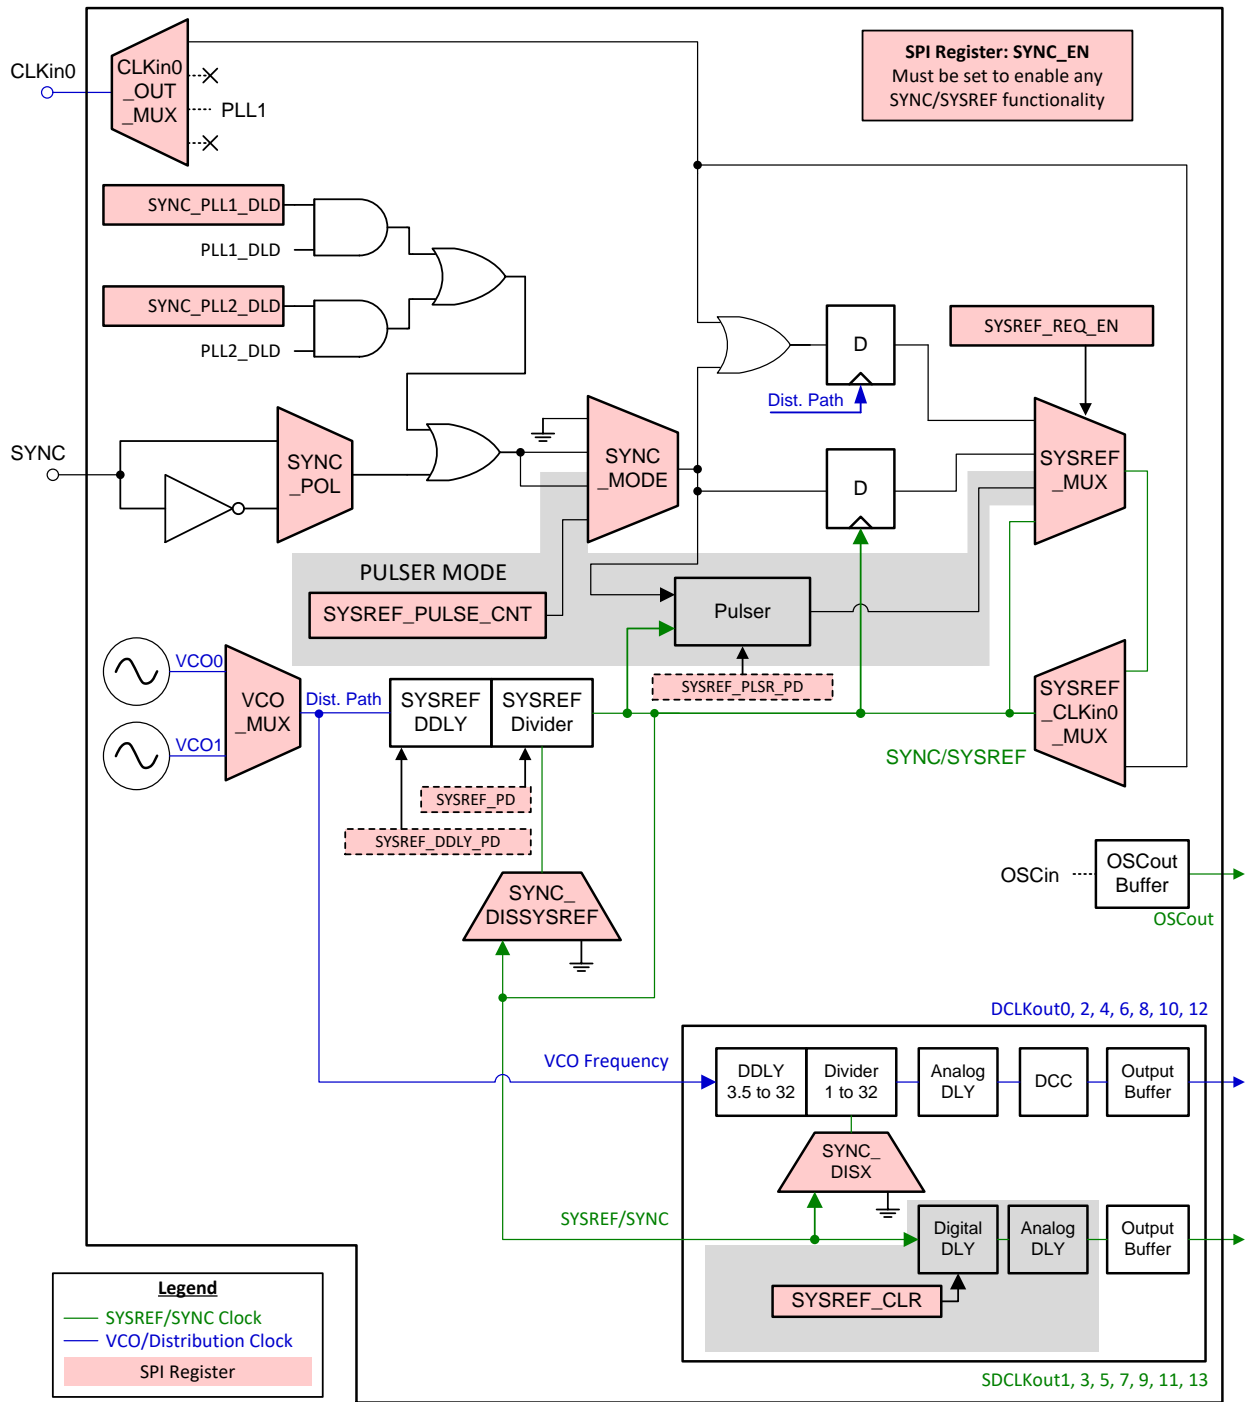 CLKin0
CLKin0
_OUT
_MUX
PLL1
SPI Register: SYNC_EN
Must be set to enable any
SYNC/SYSREF functionality
SYNC_PLL1_DLD
PLL1_DLD
SYNC_PLL2_DLD
PLL2_DLD
SYSREF_REQ_EN
D
Dist. Path
SYNC
SYNC
_POL
SYNC
_MODE
D
SYSREF
_MUX
PULSER MODE
SYSREF_PULSE_CNT
Pulser
SYSREF_PLSR_PD
VCO0
VCO1
VCO
_MUX
Dist. Path
SYSREF
DDLY
SYSREF
Divider
SYSREF
_CLKin0
_MUX
SYNC/SYSREF
SYSREF_PD
SYSREF_DDLY_PD
SYNC_
DISSYSREF
OSCin
OSCout
Buffer
OSCout
DCLKout0, 2, 4, 6, 8, 10, 12
VCO Frequency
DDLY
3.5 to 32
Divider
1 to 32
Analog
DLY
DCC
Output
Buffer
SYNC_
DISX
SYSREF/SYNC
Digital
DLY
Analog
DLY
Output
Buffer
SYSREF_CLR
SDCLKout1, 3, 5, 7, 9, 11, 13
Legend
SYSREF/SYNC Clock
VCO/Distribution Clock
SPI Register